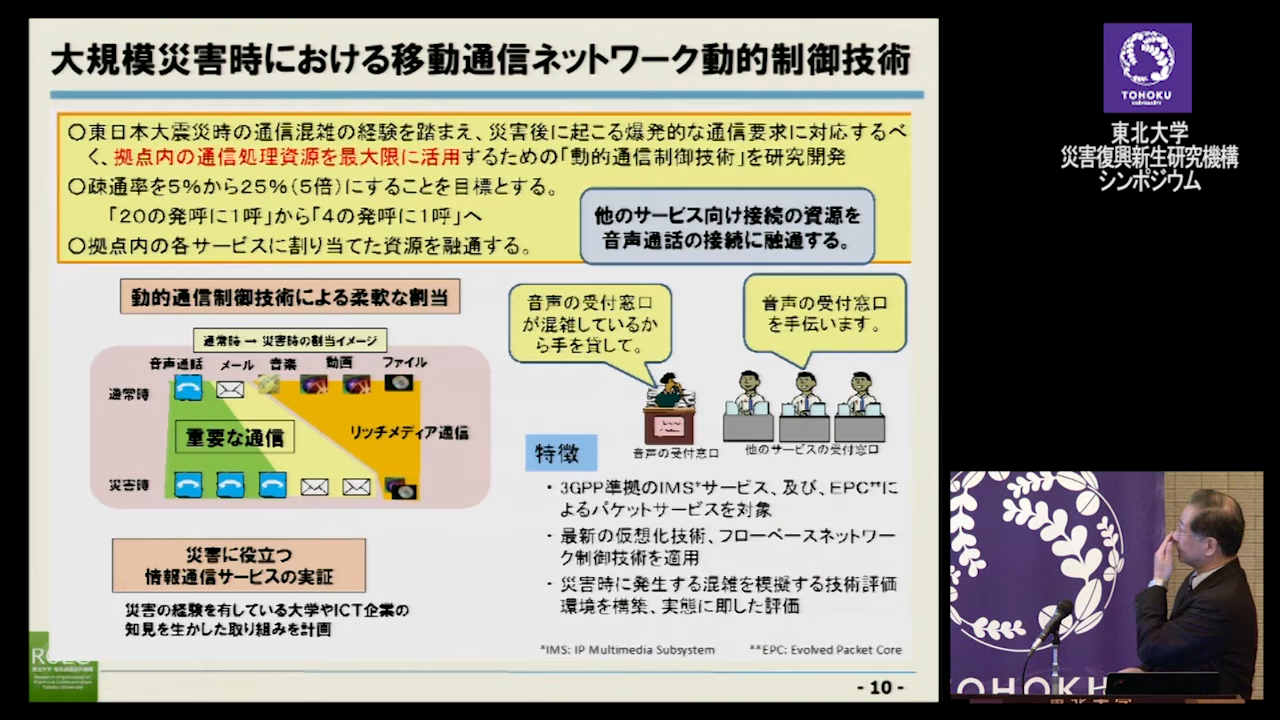 大規模災害時における移動通信ネットワーク動的制御技術
○東日本大震災時の通信混雑の経験を踏まえ、災害後に起こる爆発的な通信要求に対応するべ
く、拠点内の通信処理資源を最大限に活用するための「動的通信制御技術」を研究開発
○疎通率を5%から25%(5倍)にすることを目標とする。
「20の発呼に1呼」から「4の発呼に1呼」へ
○拠点内の各サービスに割り当てた資源を融通する。
他のサービス向け接続の資源を
音声通話の接続に融通する。
動的通信制御技術による柔軟な割当
通常時 → 災害時の割当イメージ
音声通話 メール 音楽 動画 ファイル
通常時
重要な通信
リッチメディア通信
災害時
音声の受付窓口
が混雑しているか
ら手を貸して。
音声の受付窓口
を手伝います。
音声の受付窓口
他のサービスの受付窓口
特徴
・3GPP準拠のIMS*サービス、及び、EPC**に
よるパケットサービスを対象
・最新の仮想化技術、フローベースネットワー
ク制御技術を適用
・災害時に発生する混雑を模擬する技術評価
環境を構築、実態に即した評価
災害に役立つ
情報通信サービスの実証
災害の経験を有している大学やICT企業の
知見を生かした取り組みを計画
*IMS: IP Multimedia Subsystem **EPC: Evolved Packet Core
- 10 -
TOHOKU
UNIVERSITY
東北大学
災害復興新生研究機構
シンポジウム
TOHOKU
東北大学